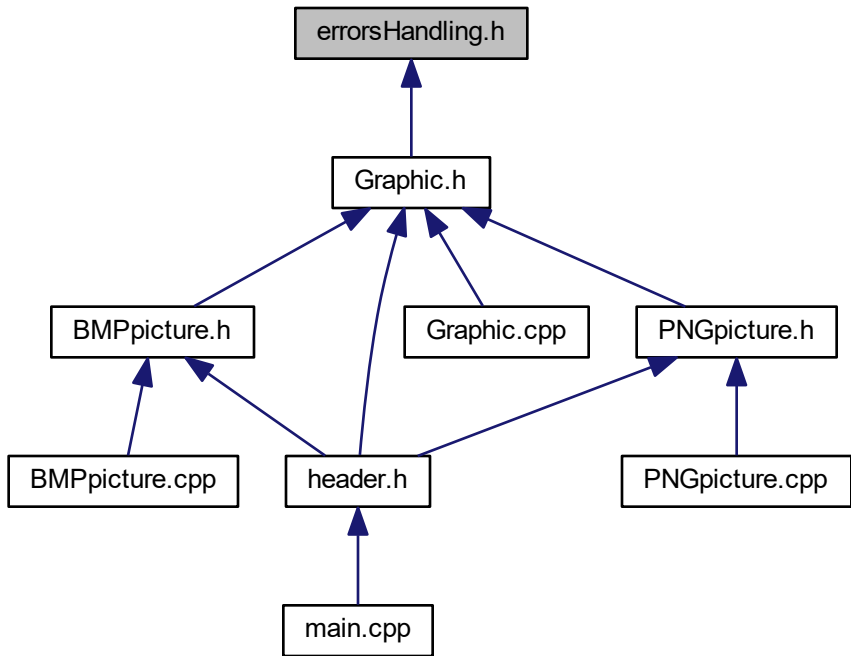 errorsHandling.h
Graphic.h
BMPpicture.h
Graphic.cpp
PNGpicture.h
BMPpicture.cpp
header.h
PNGpicture.cpp
main.cpp